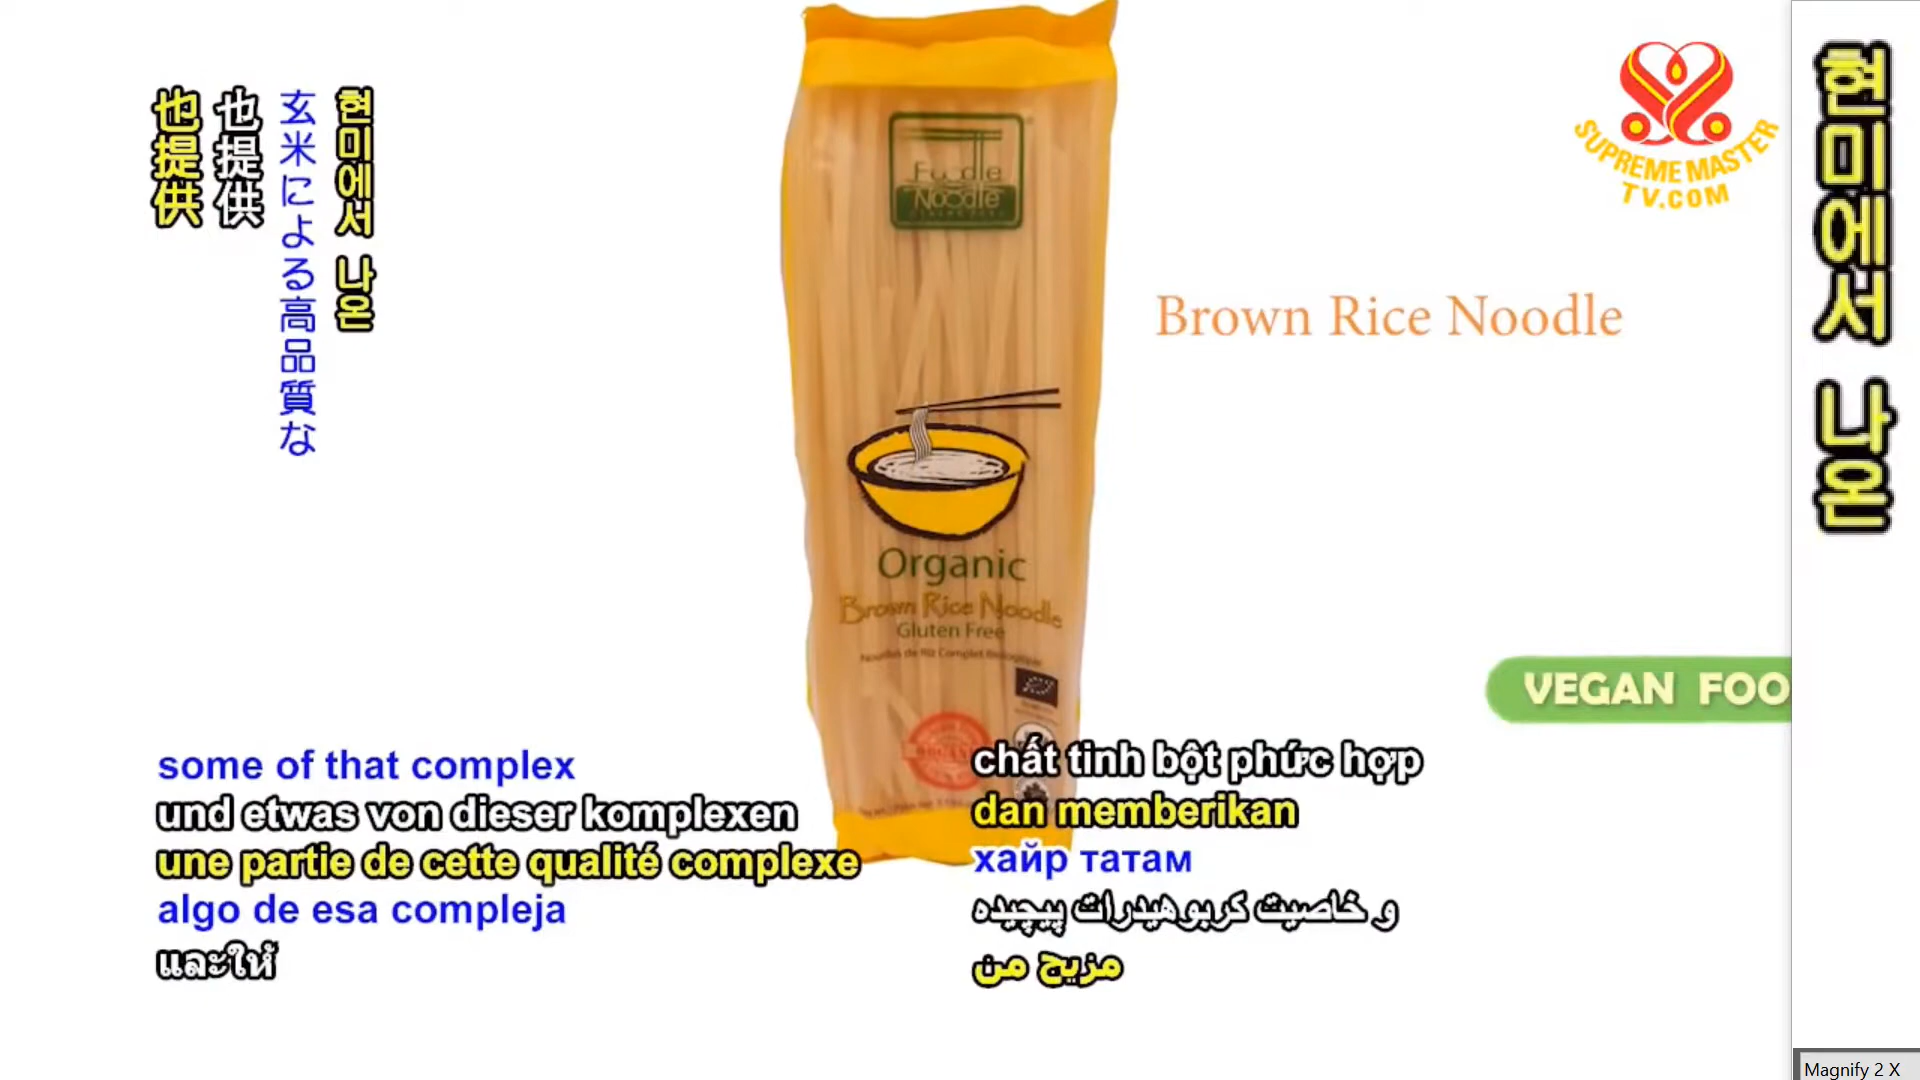 也提供
也提供
玄米による高品質な
현미에서 나온
Foodle
Noodle
Organic
Brown Rice Noodle
Gluten Free
Brown Rice Noodle
SUPREME MASTER
TV.COM
현미에서 나온
VEGAN FOO
some of that complex
und etwas von dieser komplexen
une partie de cette qualité complexe
algo de esa compleja
และให้
chất tinh bột phức hợp
dan memberikan
хайр татам
و خاصیت کربوهیدرات پیچیده
مزيج من
Magnify 2 X